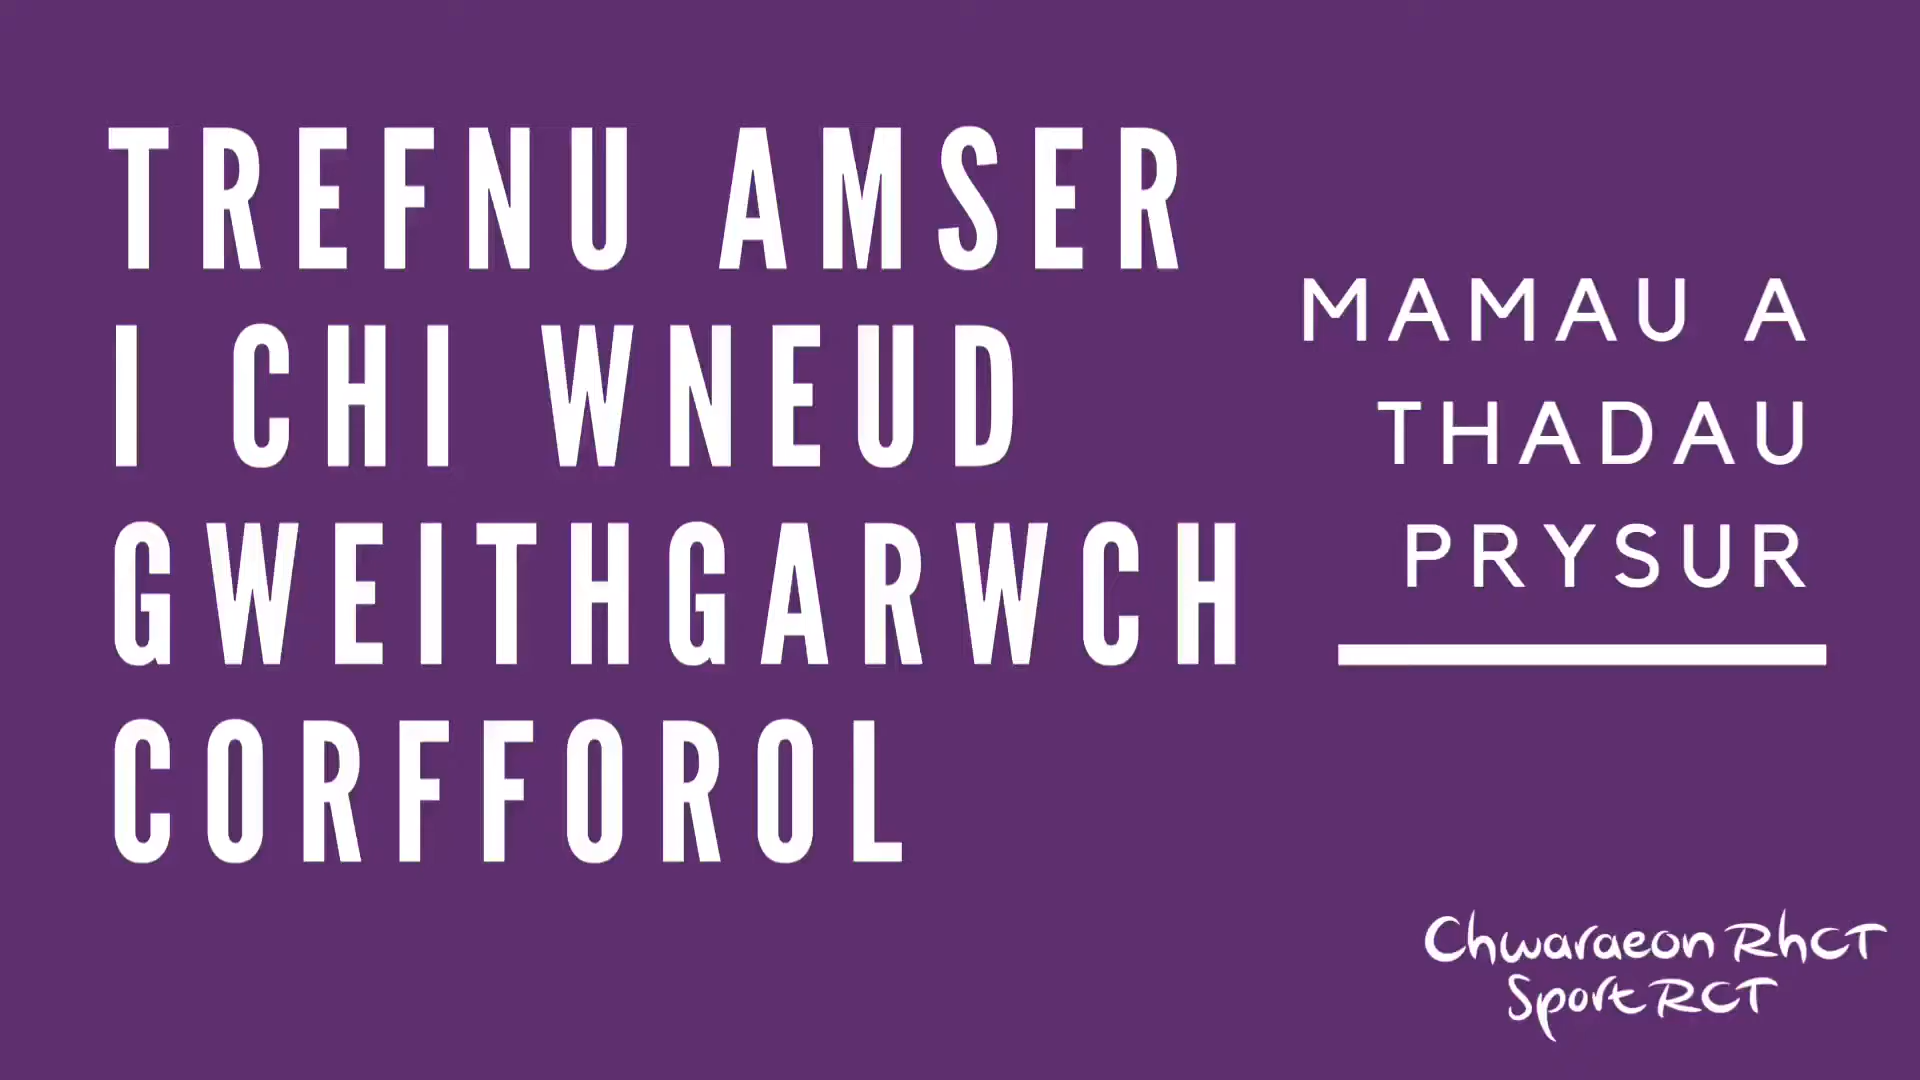 TREFNU AMSER
I CHI WNEUD
GWEITHGARWCH
CORFFOROL
MAMAU A
THADAU
PRYSUR
Chwaraeon RhCT
Sport RCT